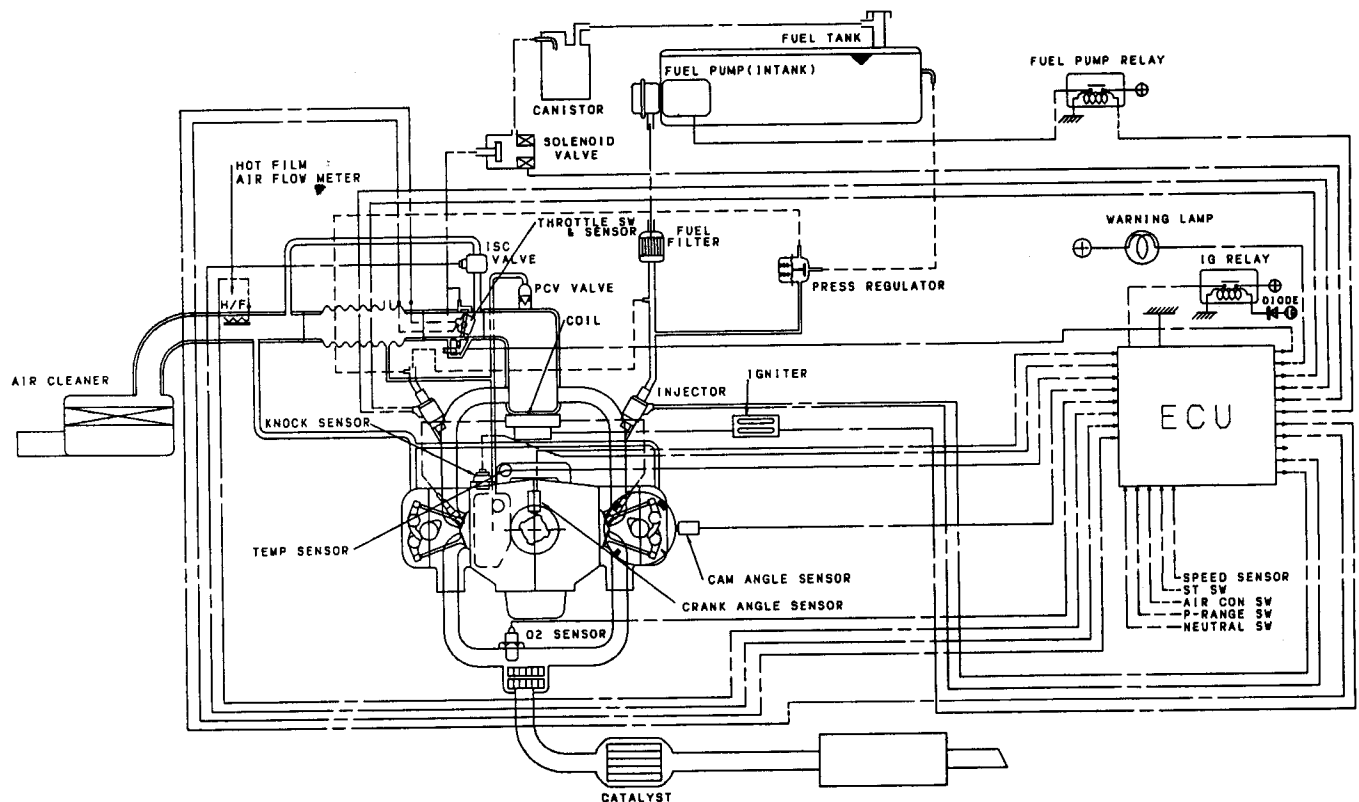 FUEL TANK
FUEL PUMP(INTANK)
FUEL PUMP RELAY
CANISTOR
SOLENOID
VALVE
HOT FILM
AIR FLOW METER
THROTTLE SW
& SENSOR
FUEL
FILTER
WARNING LAMP
ISC
VALVE
IG RELAY
PCV VALVE
PRESS REGULATOR
H/F
DIODE
COIL
AIR CLEANER
IGNITER
INJECTOR
ECU
KNOCK SENSOR
TEMP SENSOR
CAM ANGLE SENSOR
SPEED SENSOR
ST SW
CRANK ANGLE SENSOR
AIR CON SW
P-RANGE SW
O2 SENSOR
NEUTRAL SW
CATALYST